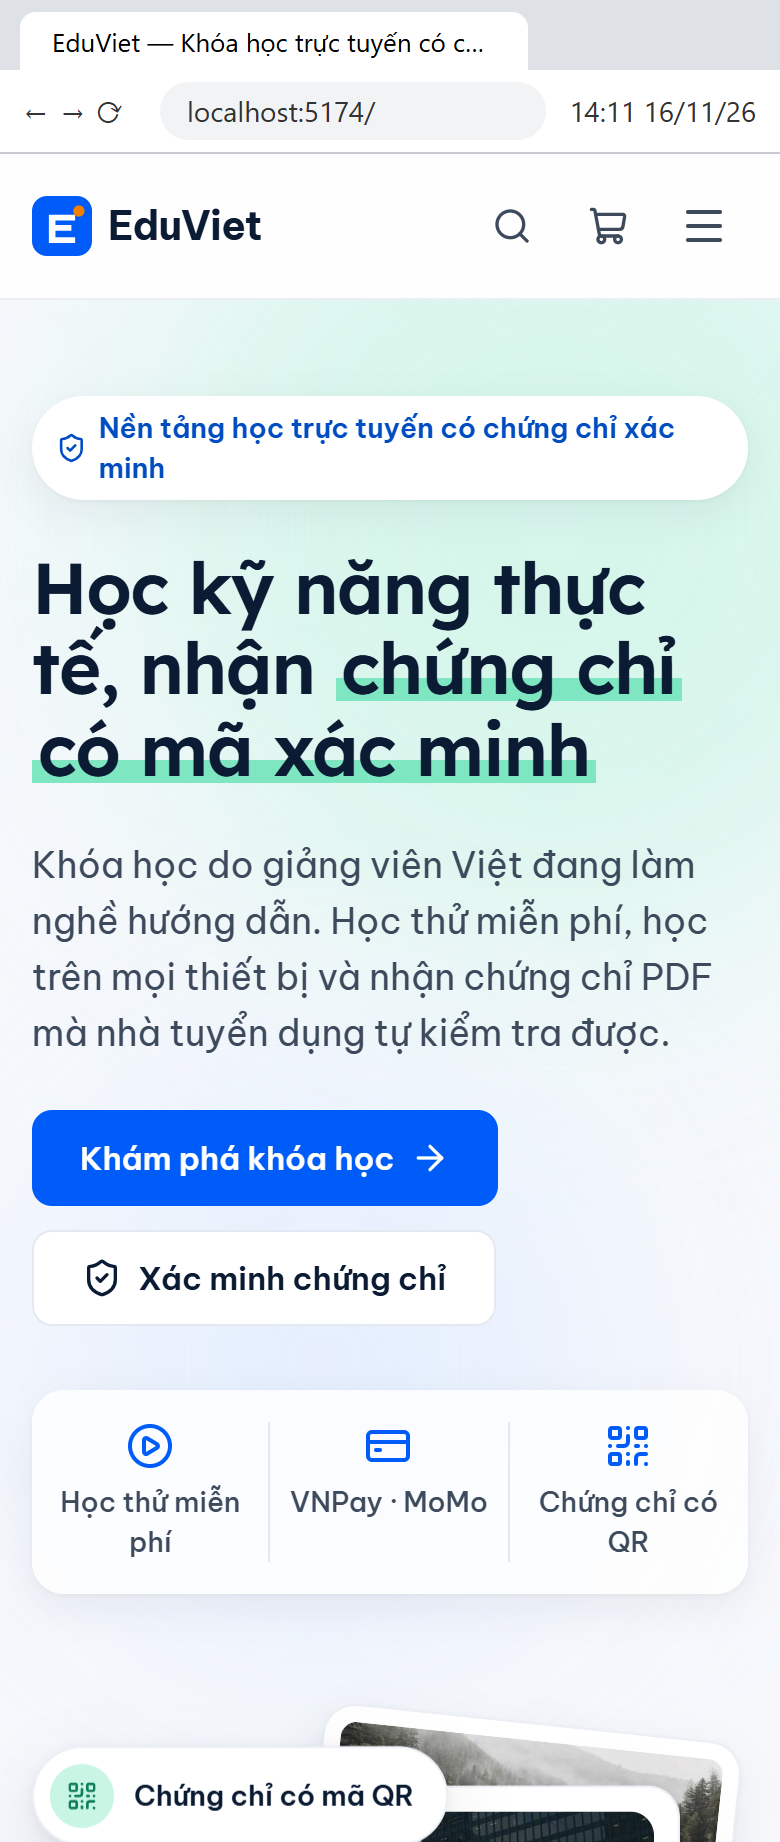 EduViet — Khóa học trực tuyến có c...
localhost:5174/
14:11 16/11/26
EduViet
Nền tảng học trực tuyến có chứng chỉ xác
minh
Học kỹ năng thực
tế, nhận chứng chỉ
có mã xác minh
Khóa học do giảng viên Việt đang làm
nghề hướng dẫn. Học thử miễn phí, học
trên mọi thiết bị và nhận chứng chỉ PDF
mà nhà tuyển dụng tự kiểm tra được.
Khám phá khóa học
Xác minh chứng chỉ
Học thử miễn
phí
VNPay · MoMo
Chứng chỉ có
QR
Chứng chỉ có mã QR